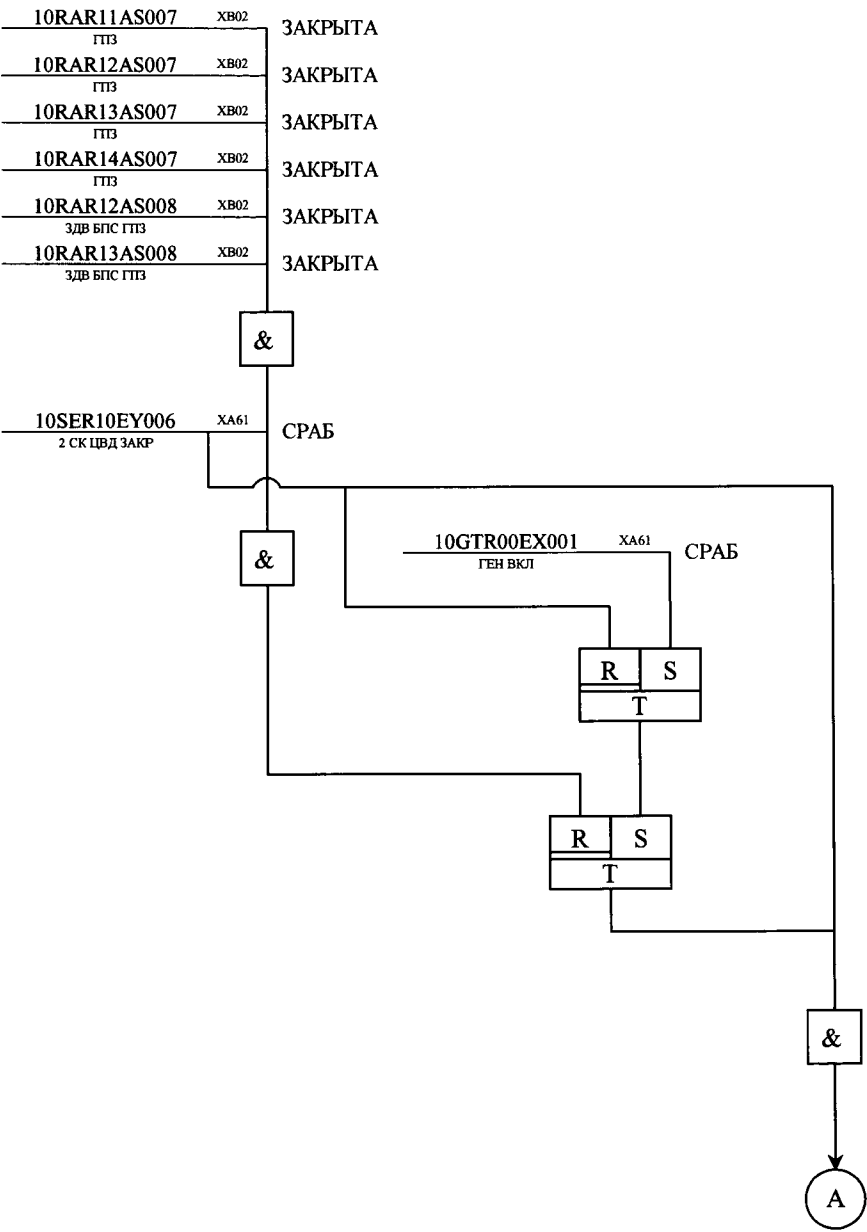 10RAR11AS007 XB02 ЗАКРЫТА
ГПЗ
10RAR12AS007 XB02 ЗАКРЫТА
ГПЗ
10RAR13AS007 XB02 ЗАКРЫТА
ГПЗ
10RAR14AS007 XB02 ЗАКРЫТА
ГПЗ
10RAR12AS008 XB02 ЗАКРЫТА
ЗДВ БПС ГПЗ
10RAR13AS008 XB02 ЗАКРЫТА
ЗДВ БПС ГПЗ
&
10SER10EY006 XA61 СРАБ
2 СК ЦВД ЗАКР
&
10GTR00EX001 XA61 СРАБ
ГЕН ВКЛ
R S
T
R S
T
&
A